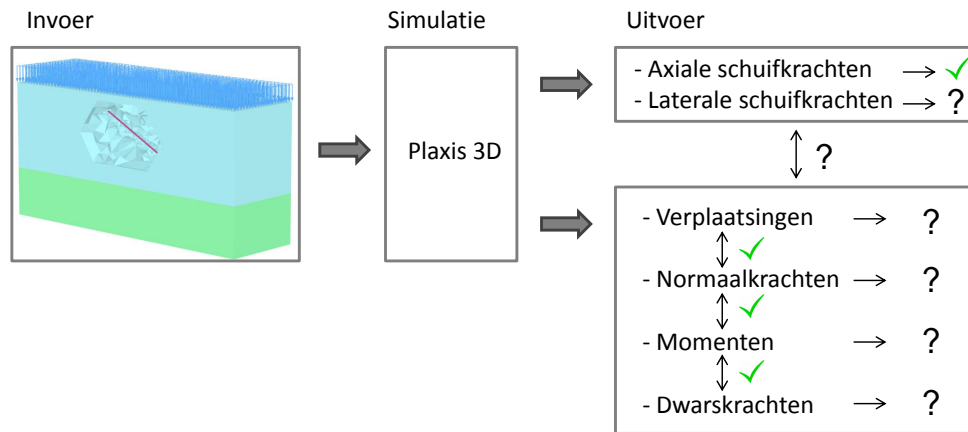 Invoer
Simulatie
Uitvoer
Plaxis 3D
- Axiale schuifkrachten → ✓
- Laterale schuifkrachten → ?
?
- Verplaatsingen → ?
- Normaalkrachten → ?
- Momenten → ?
- Dwarskrachten → ?